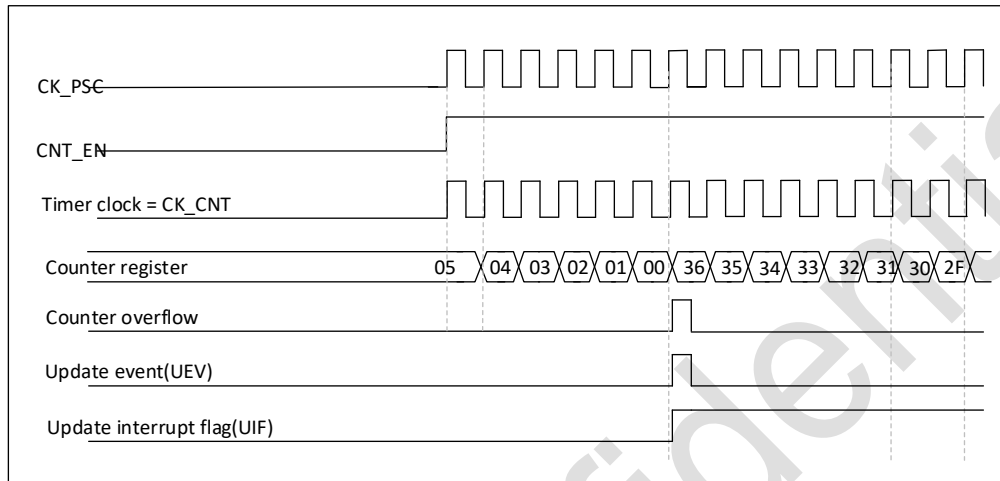 CK_PSC
CNT_EN
Timer clock = CK_CNT
Counter register 05 04 03 02 01 00 36 35 34 33 32 31 30 2F
Counter overflow
Update event(UEV)
Update interrupt flag(UIF)